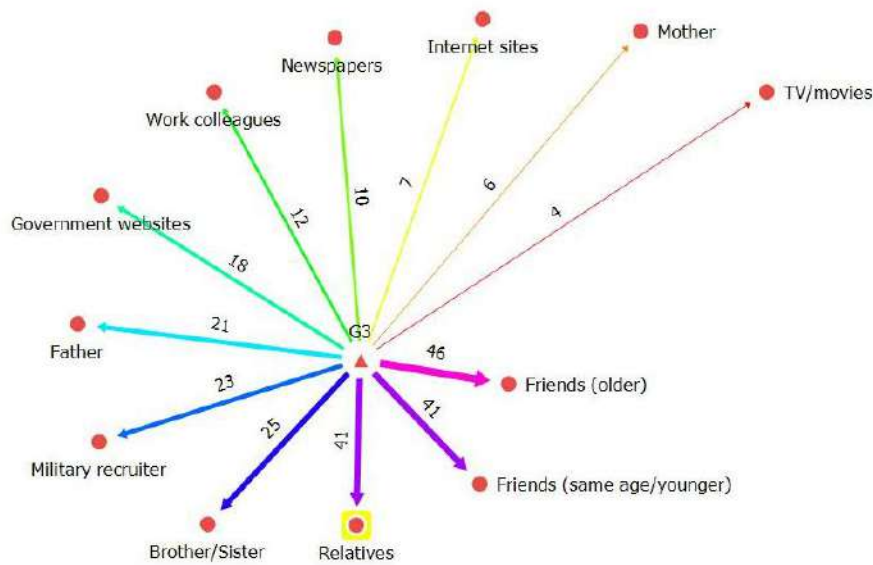 Internet sites
Mother
Newspapers
TV/movies
Work colleagues
7
6
10
4
12
Government websites
18
21
G3
46
Father
Friends (older)
23
41
25
41
Military recruiter
Friends (same age/younger)
Brother/Sister
Relatives